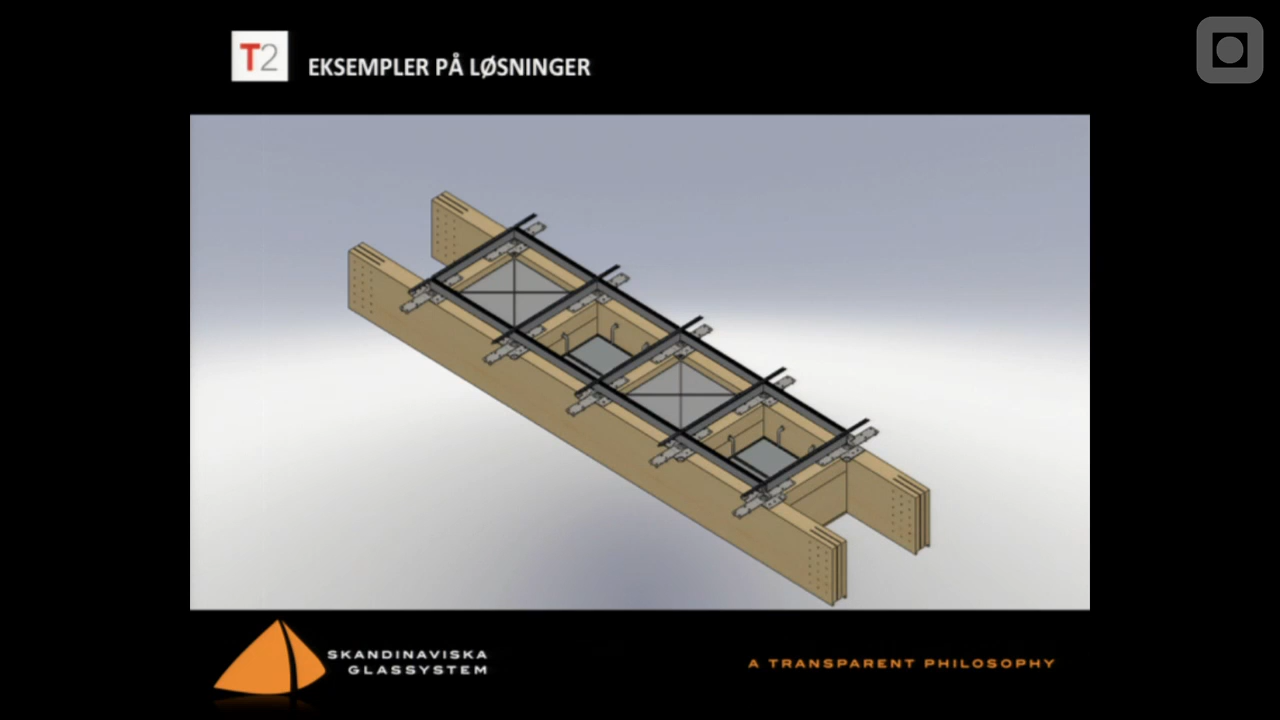 T2
EKSEMPLER PÅ LØSNINGER
SKANDINAVISKA
GLASSYSTEM
A TRANSPARENT PHILOSOPHY